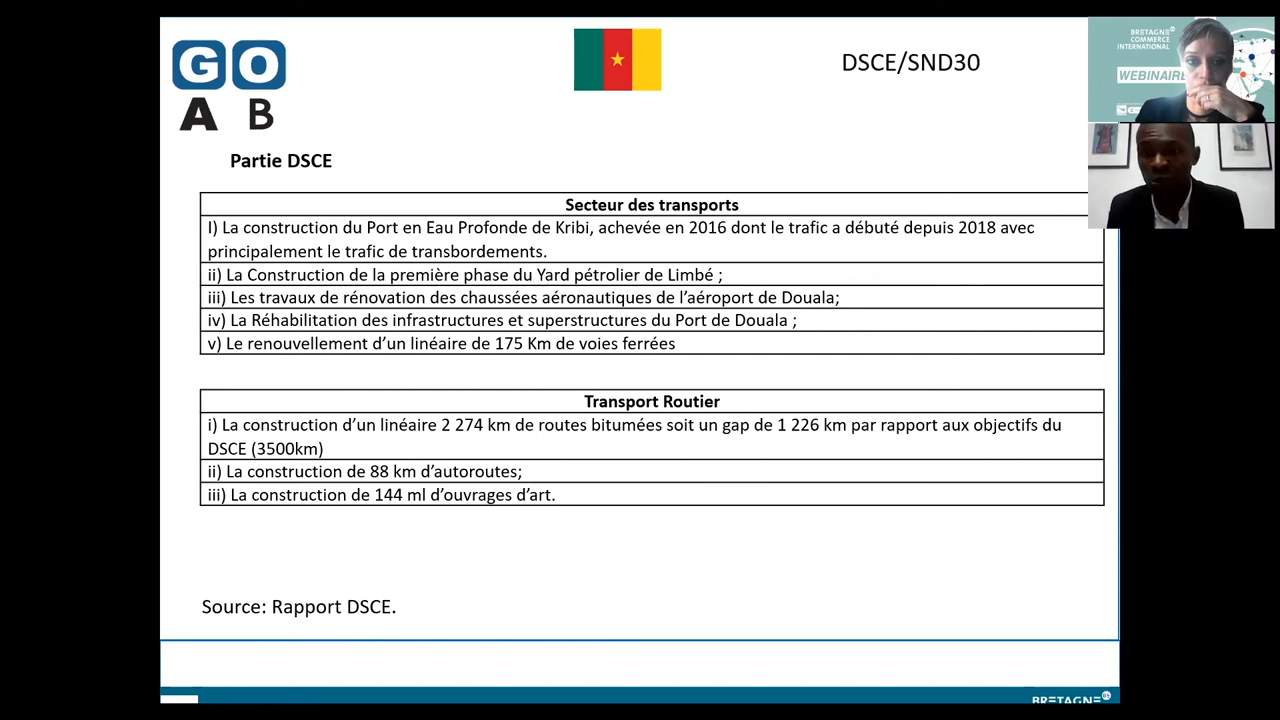 GO
A B
DSCE/SND30
BRETAGNE
COMMERCE
INTERNATIONAL
WEBINAIRE
Partie DSCE
Secteur des transports
I) La construction du Port en Eau Profonde de Kribi, achevée en 2016 dont le trafic a débuté depuis 2018 avec
principalement le trafic de transbordements.
ii) La Construction de la première phase du Yard pétrolier de Limbé ;
iii) Les travaux de rénovation des chaussées aéronautiques de l’aéroport de Douala;
iv) La Réhabilitation des infrastructures et superstructures du Port de Douala ;
v) Le renouvellement d’un linéaire de 175 Km de voies ferrées
Transport Routier
i) La construction d’un linéaire 2 274 km de routes bitumées soit un gap de 1 226 km par rapport aux objectifs du
DSCE (3500km)
ii) La construction de 88 km d’autoroutes;
iii) La construction de 144 ml d’ouvrages d’art.
Source: Rapport DSCE.
BRETAGNE